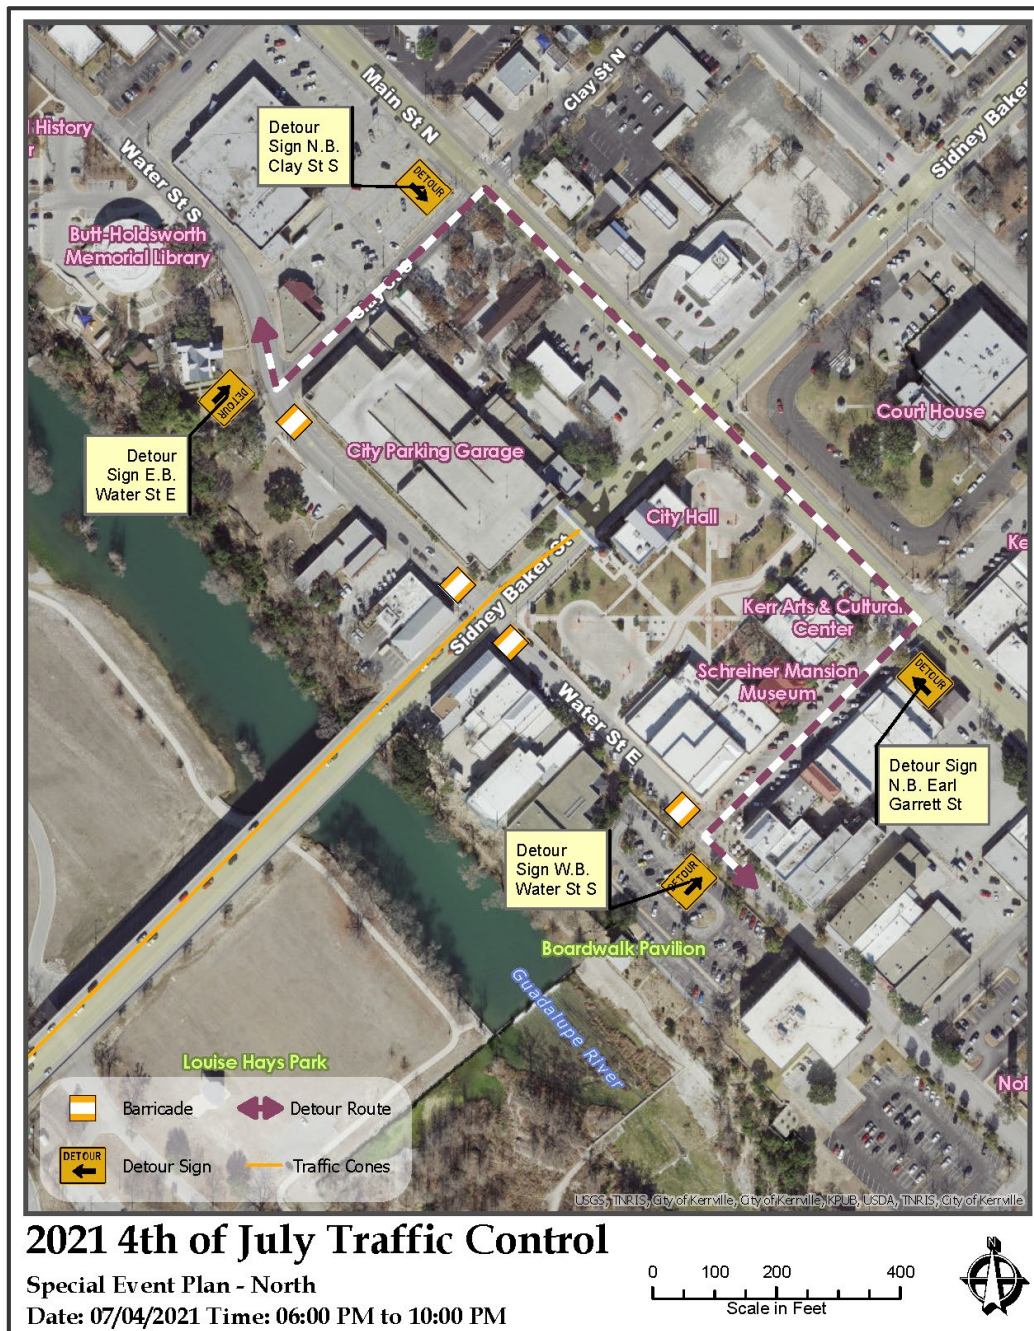 Main St N
Clay St N
Sidney Baker
Detour
Sign N.B.
Clay St S
DETOUR
History
r
Water St S
Butt-Holdsworth
Memorial Library
Court House
DETOUR
Detour
Sign E.B.
Water St E
City Parking Garage
City Hall
Ke
Sidney Baker St
Kerr Arts & Cultural
Center
Schreiner Mansion
Museum
DETOUR
Water St E
Detour Sign
N.B. Earl
Garrett St
Detour
Sign W.B.
Water St S
DETOUR
Boardwalk Pavilion
Guadalupe River
Louise Hays Park
Not
Barricade
Detour Route
DETOUR
Detour Sign
Traffic Cones
USGS, TNRIS, City of Kerrville, City of Kerrville, KPUB, USDA, TNRIS, City of Kerrville
2021 4th of July Traffic Control
Special Event Plan - North
Date: 07/04/2021 Time: 06:00 PM to 10:00 PM
0 100 200 400
Scale in Feet
N